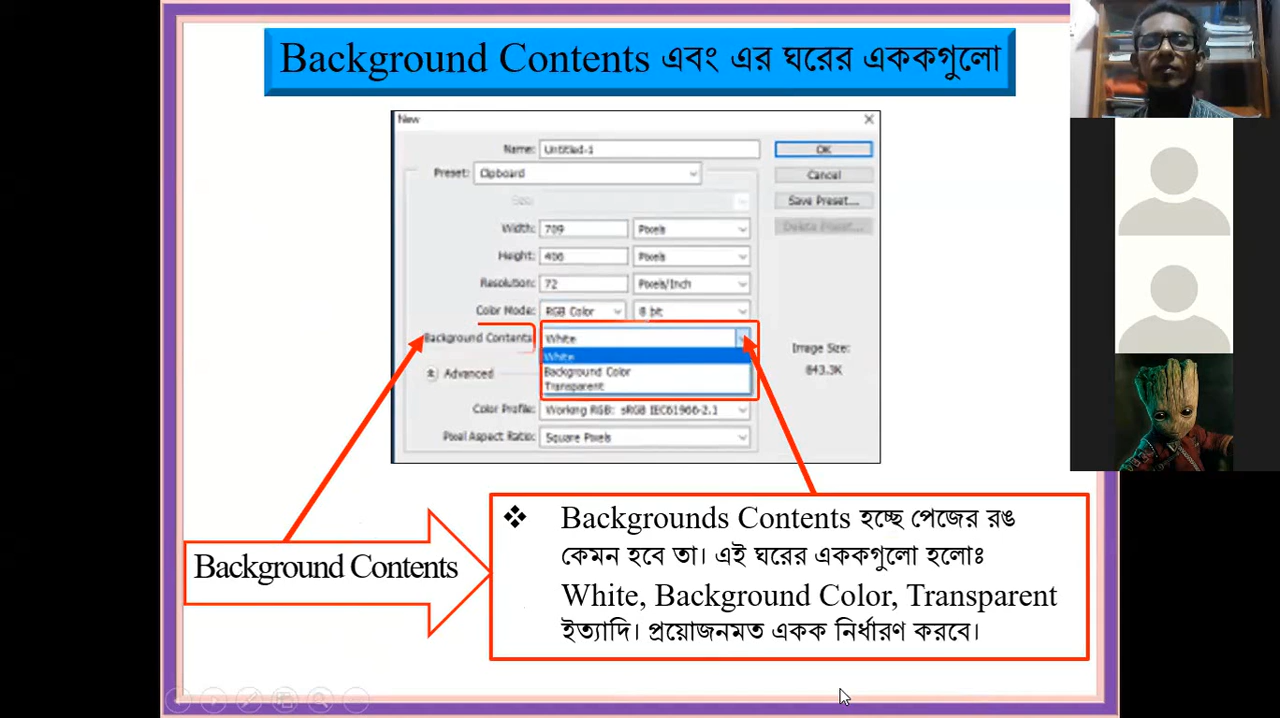 Background Contents এবং এর ঘরের এককগুলো
New
Name: Untitled-1
OK
Preset: Clipboard
Cancel
Size:
Save Preset...
Width: 709 Pixels
Delete Preset...
Height: 406 Pixels
Resolution: 72 Pixels/Inch
Color Mode: RGB Color 8 bit
Background Contents: White
White
Background Color
Transparent
Image Size:
843.3K
Advanced
Color Profile: Working RGB: sRGB IEC61966-2.1
Pixel Aspect Ratio: Square Pixels
Background Contents
❖ Backgrounds Contents হচ্ছে পেজের রঙ
কেমন হবে তা। এই ঘরের এককগুলো হলোঃ
White, Background Color, Transparent
ইত্যাদি। প্রয়োজনমত একক নির্ধারণ করবে।